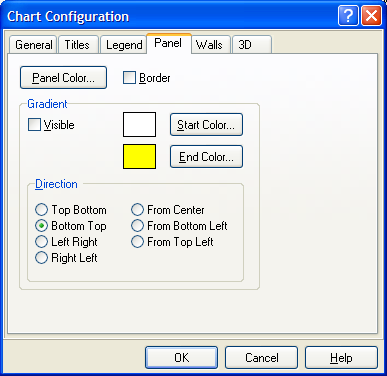 Chart Configuration
General Titles Legend Panel Walls 3D
Panel Color... Border
Gradient
Visible Start Color...
End Color...
Direction
Top Bottom From Center
Bottom Top From Bottom Left
Left Right From Top Left
Right Left
OK Cancel Help